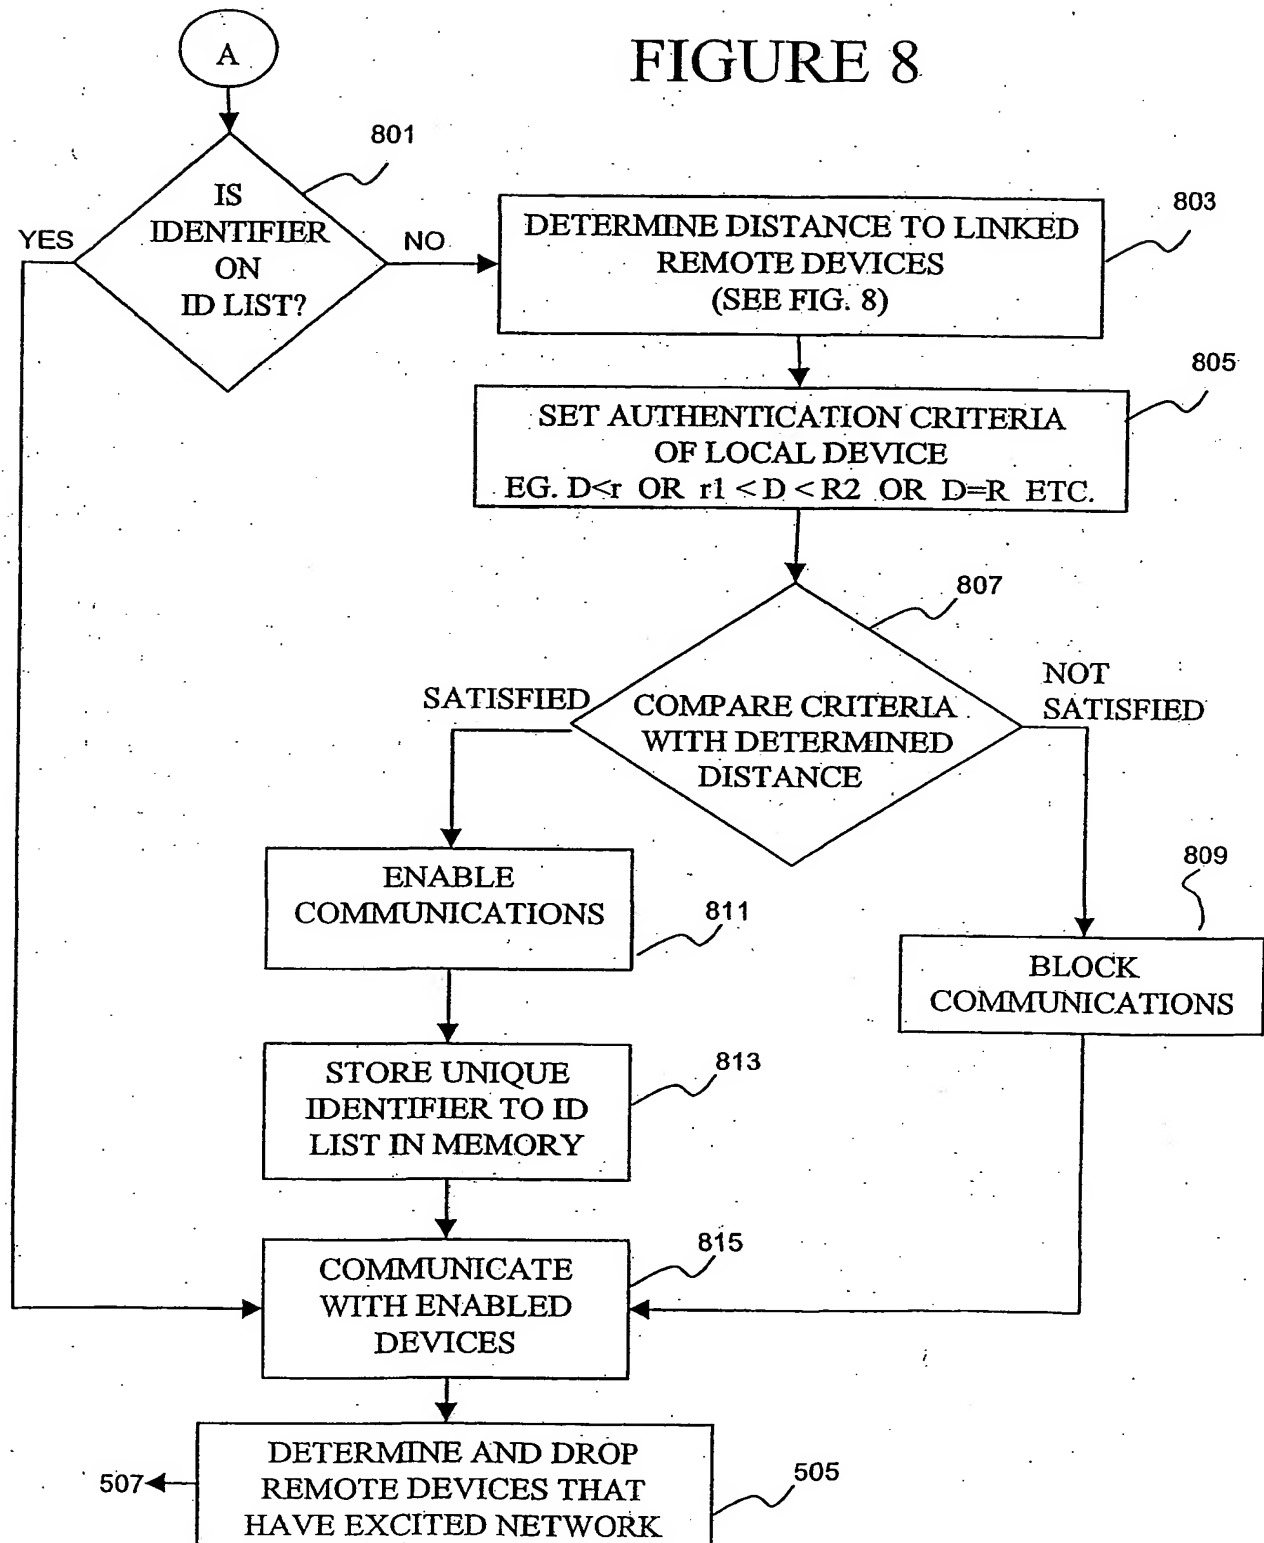 FIGURE 8
A
801
IS
IDENTIFIER
ON
ID LIST?
YES
NO
803
DETERMINE DISTANCE TO LINKED
REMOTE DEVICES
(SEE FIG. 8)
805
SET AUTHENTICATION CRITERIA
OF LOCAL DEVICE
EG. D<r OR r1 <D < R2 OR D=R ETC.
807
COMPARE CRITERIA
WITH DETERMINED
DISTANCE
SATISFIED
NOT
SATISFIED
809
BLOCK
COMMUNICATIONS
ENABLE
COMMUNICATIONS
811
STORE UNIQUE
IDENTIFIER TO ID
LIST IN MEMORY
813
COMMUNICATE
WITH ENABLED
DEVICES
815
DETERMINE AND DROP
REMOTE DEVICES THAT
HAVE EXCITED NETWORK
505
507